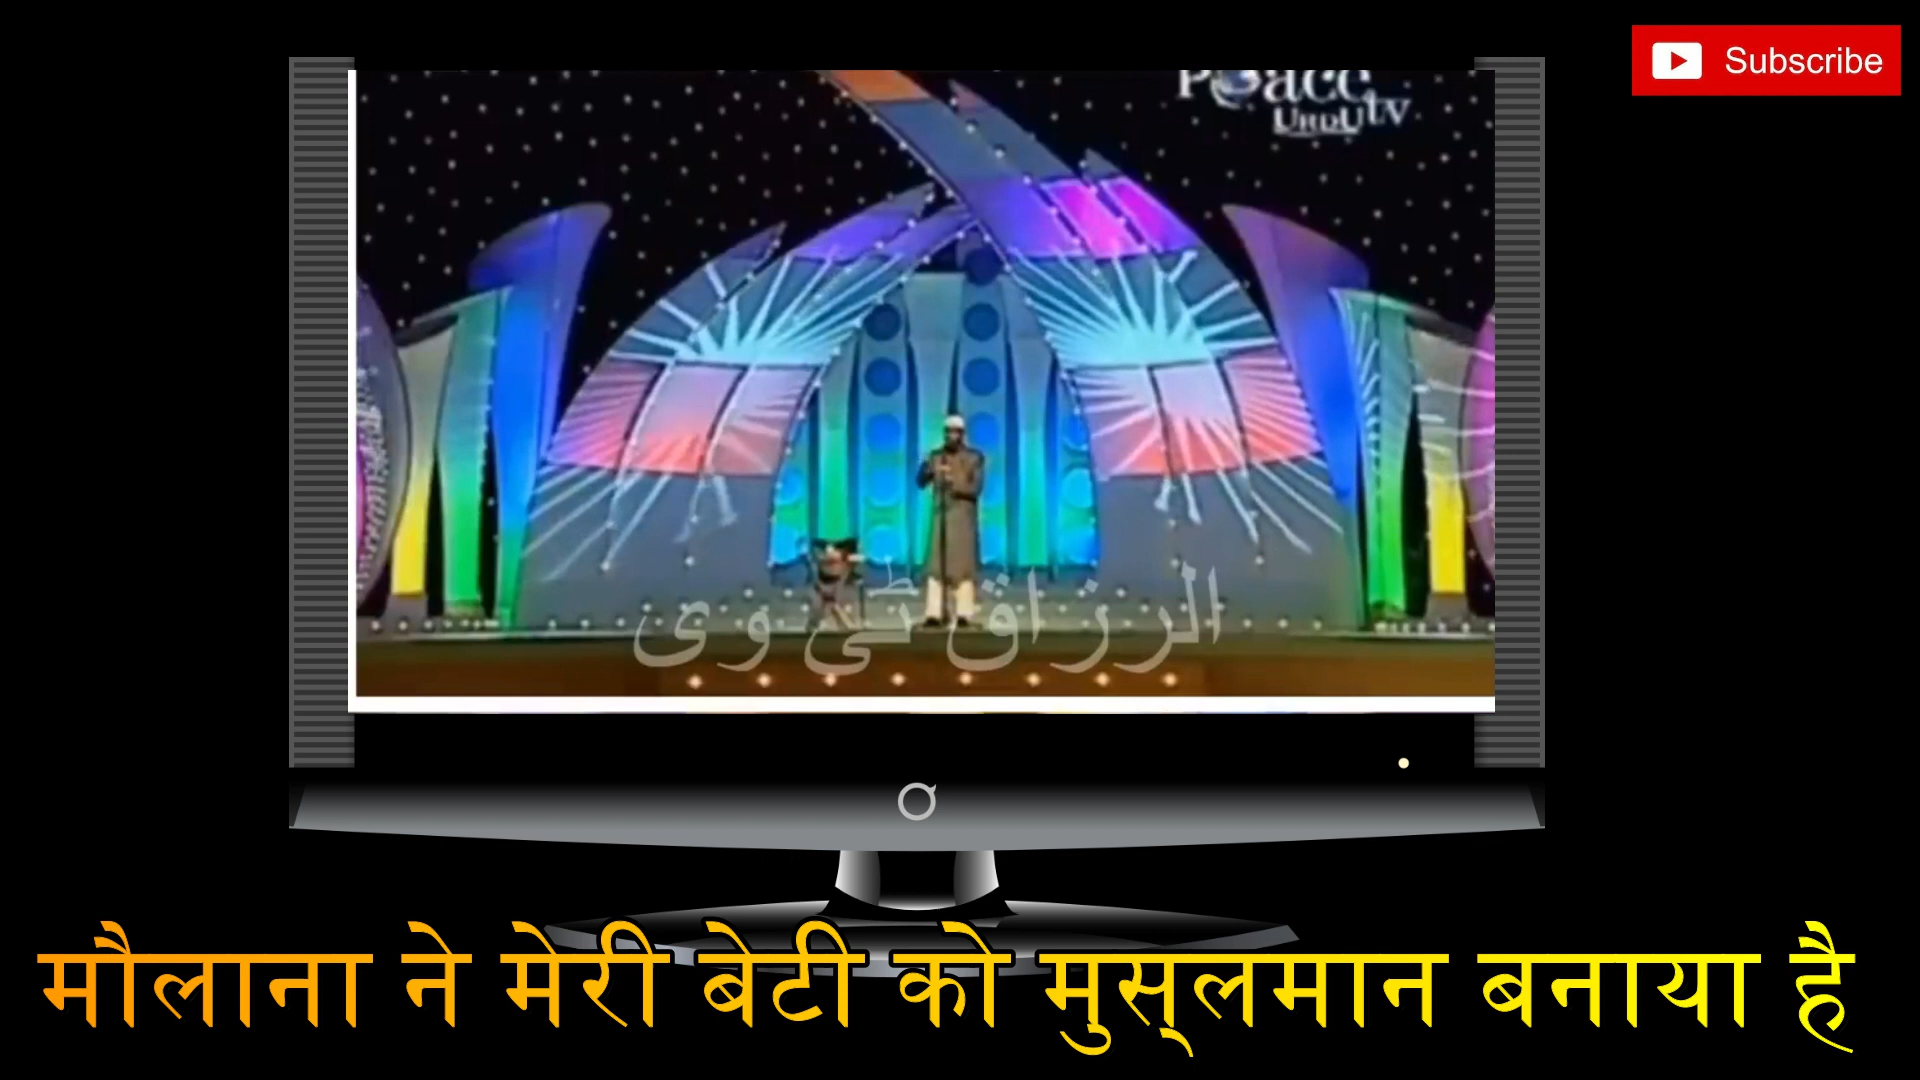 Subscribe
Peace
URDU tv
الرزاق ٹی وی
मौलाना ने मेरी बेटी को मुस्लमान बनाया है